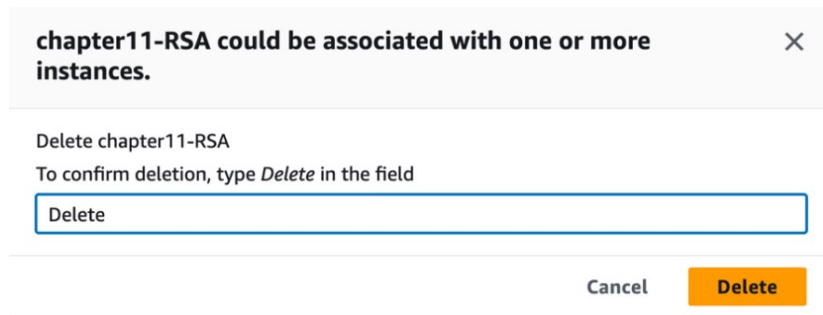 chapter11-RSA could be associated with one or more
instances.
Delete chapter11-RSA
To confirm deletion, type Delete in the field
Delete
Cancel
Delete